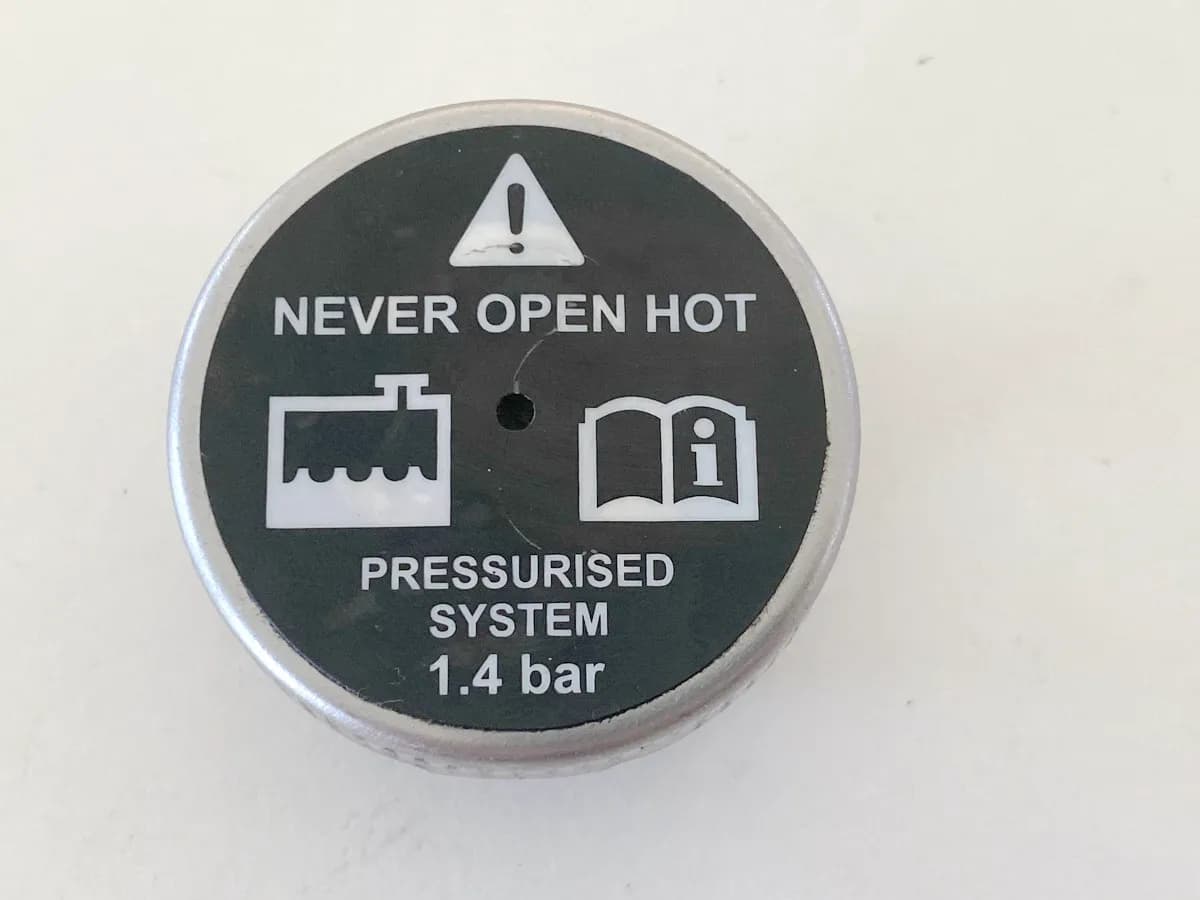 NEVER OPEN HOT
i
PRESSURISED
SYSTEM
1.4 bar